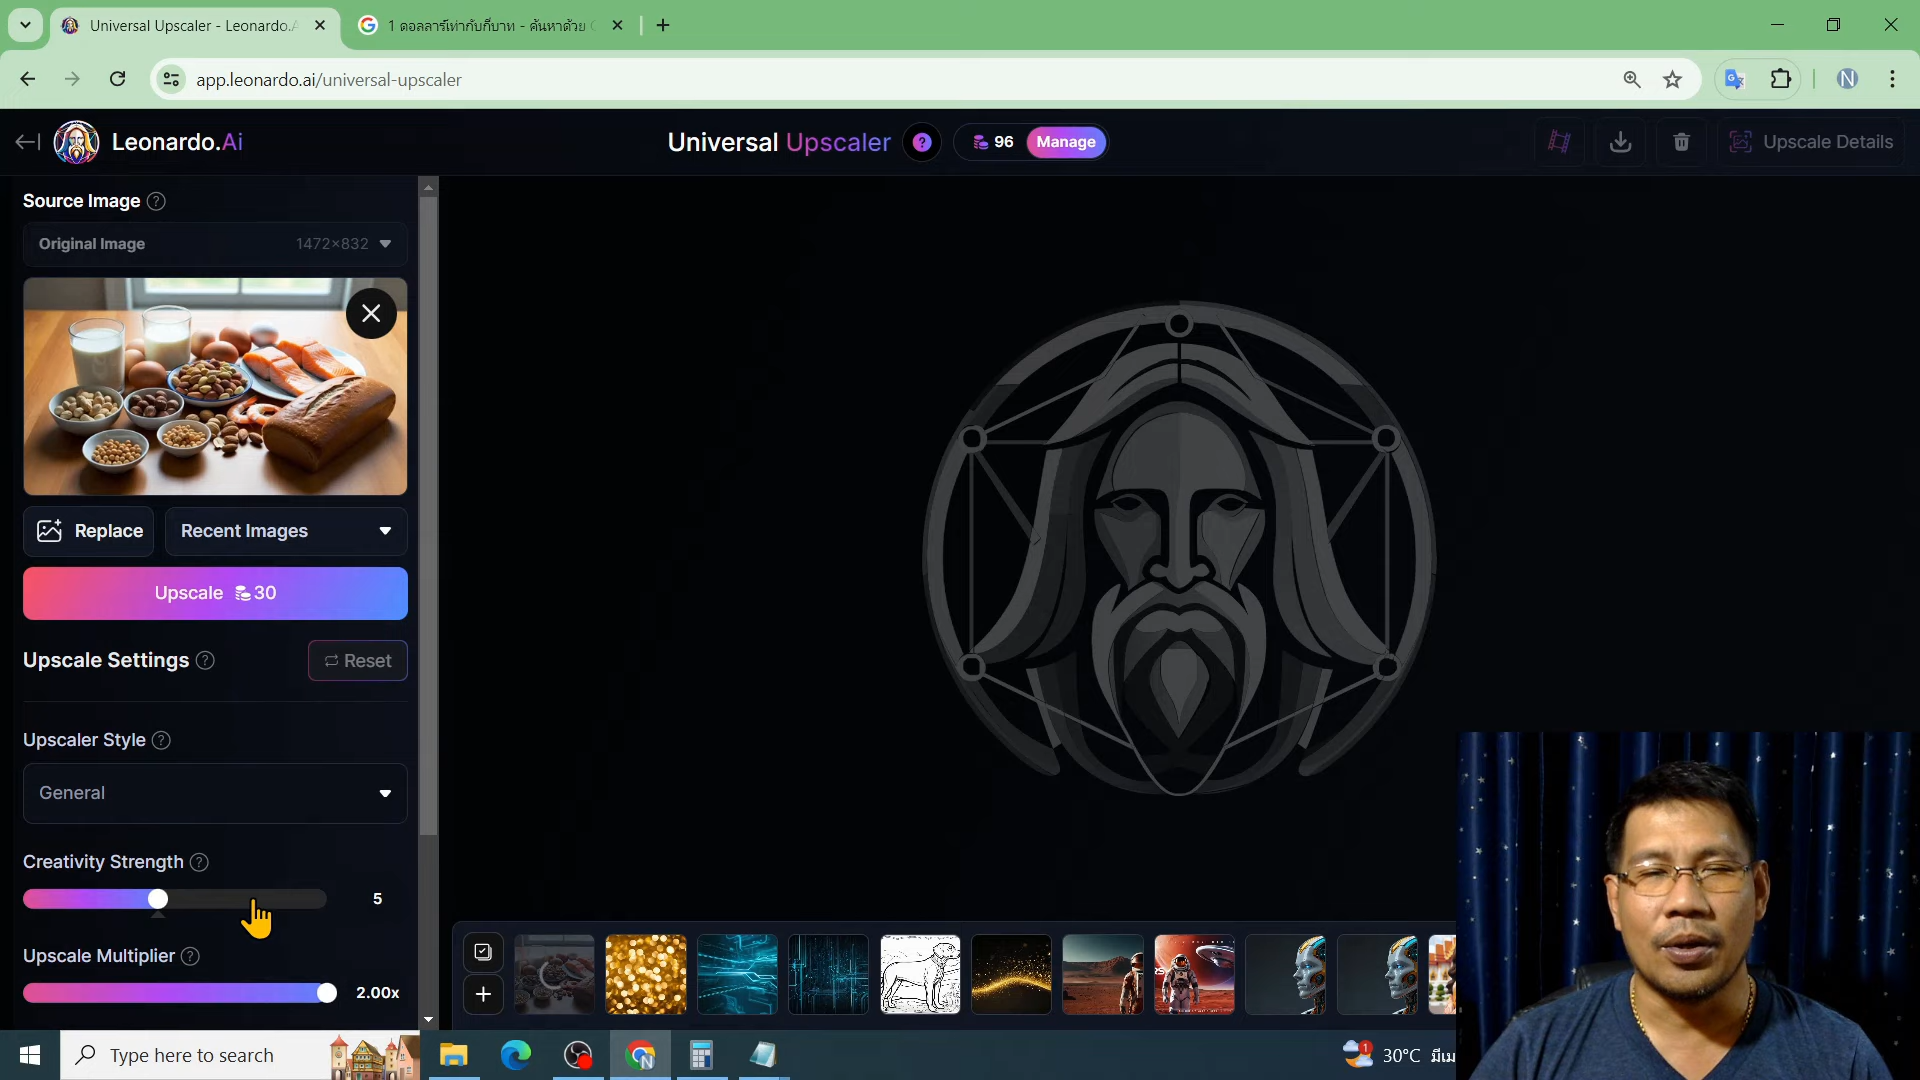 Universal Upscaler - Leonardo.A
1 ดอลลาร์เท่ากับกี่บาท - ค้นหาด้วย
app.leonardo.ai/universal-upscaler
N
Leonardo.Ai
Universal Upscaler
?
96
Manage
Upscale Details
Source Image ?
Original Image
1472×832
Replace
Recent Images
Upscale 30
Upscale Settings ?
Reset
Upscaler Style ?
General
Creativity Strength ?
5
Upscale Multiplier ?
2.00x
Type here to search
1
30°C